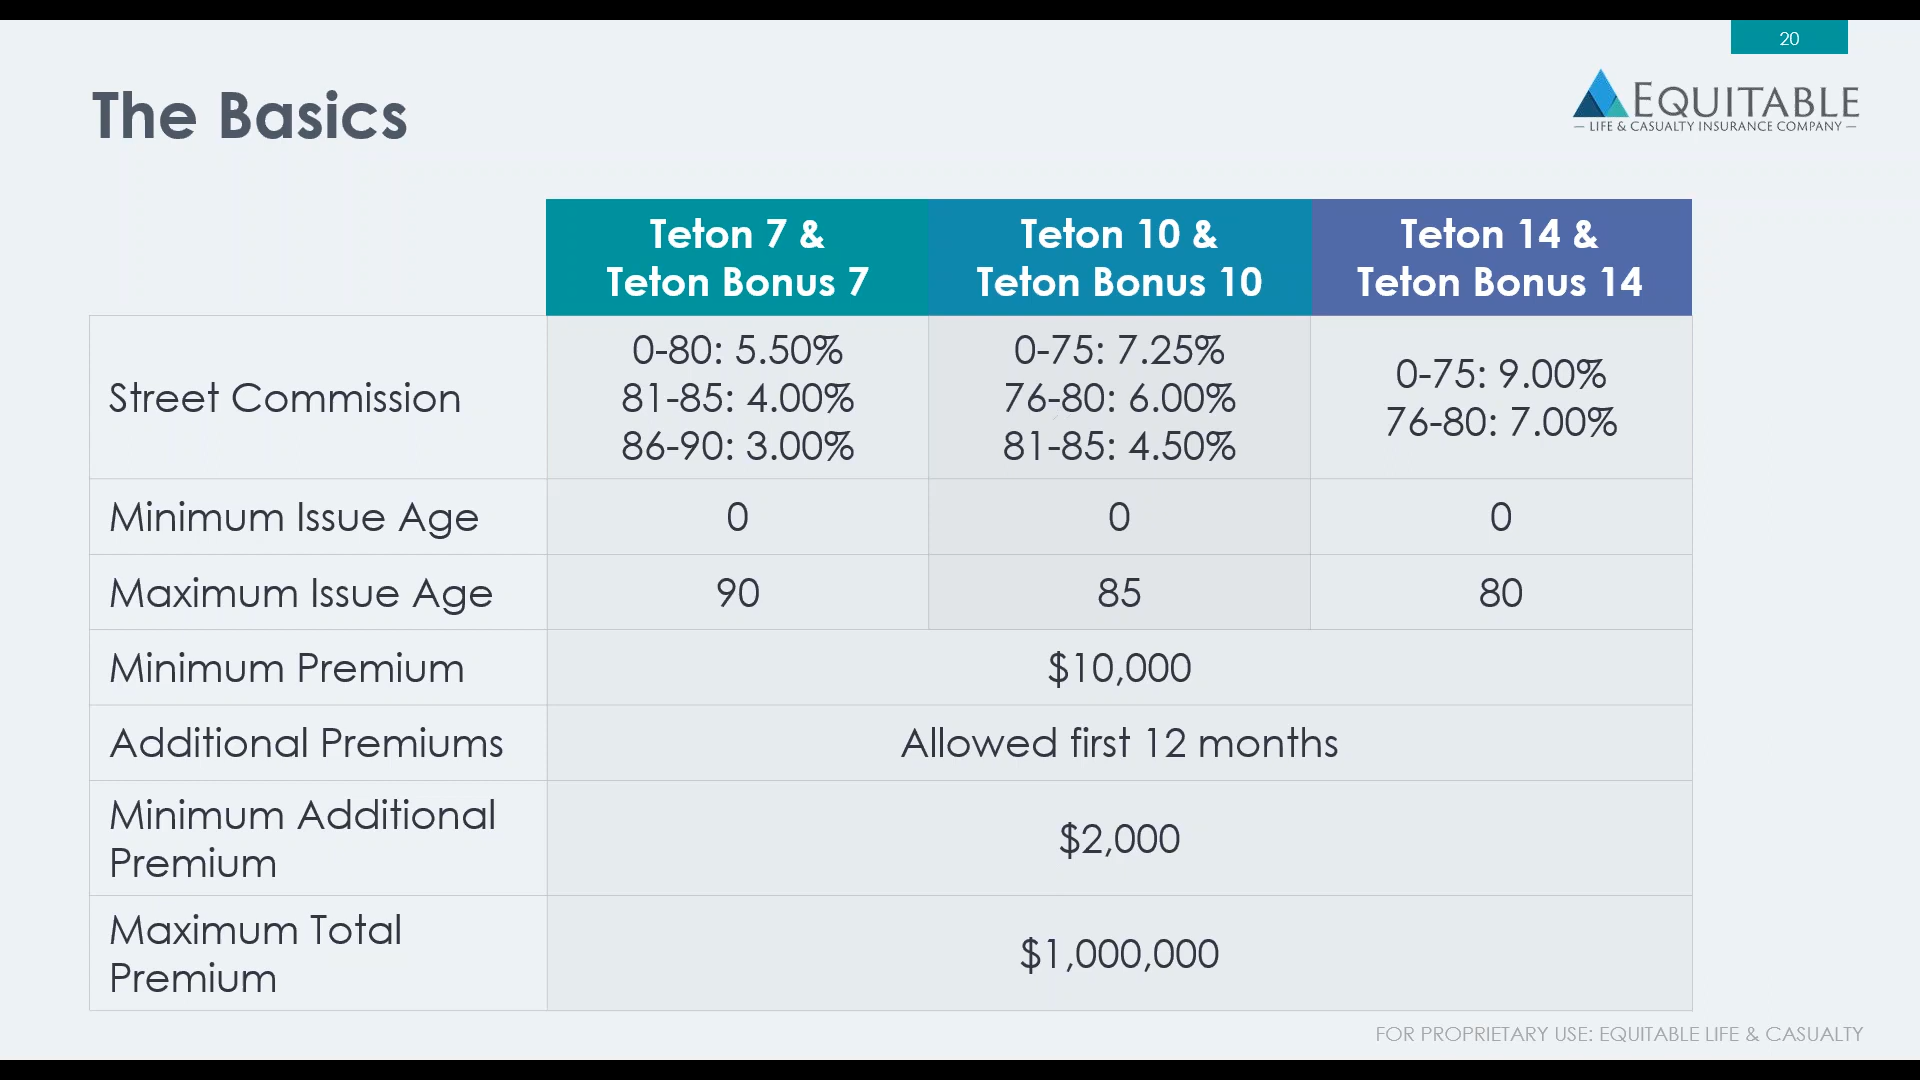 20
The Basics
EQUITABLE
— LIFE & CASUALTY INSURANCE COMPANY —
Teton 7 &
Teton Bonus 7
Teton 10 &
Teton Bonus 10
Teton 14 &
Teton Bonus 14
Street Commission
0-80: 5.50%
81-85: 4.00%
86-90: 3.00%
0-75: 7.25%
76-80: 6.00%
81-85: 4.50%
0-75: 9.00%
76-80: 7.00%
Minimum Issue Age
0
0
0
Maximum Issue Age
90
85
80
Minimum Premium
$10,000
Additional Premiums
Allowed first 12 months
Minimum Additional
Premium
$2,000
Maximum Total
Premium
$1,000,000
FOR PROPRIETARY USE: EQUITABLE LIFE & CASUALTY